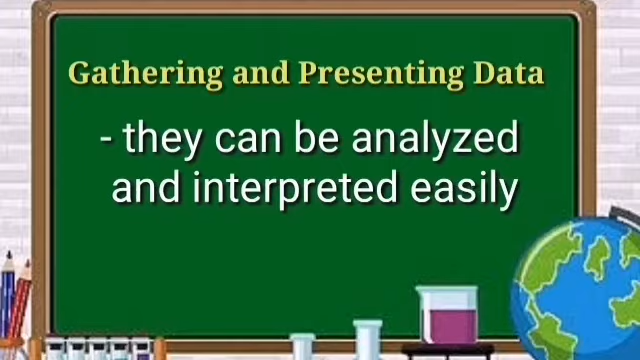 Gathering and Presenting Data
- they can be analyzed
and interpreted easily